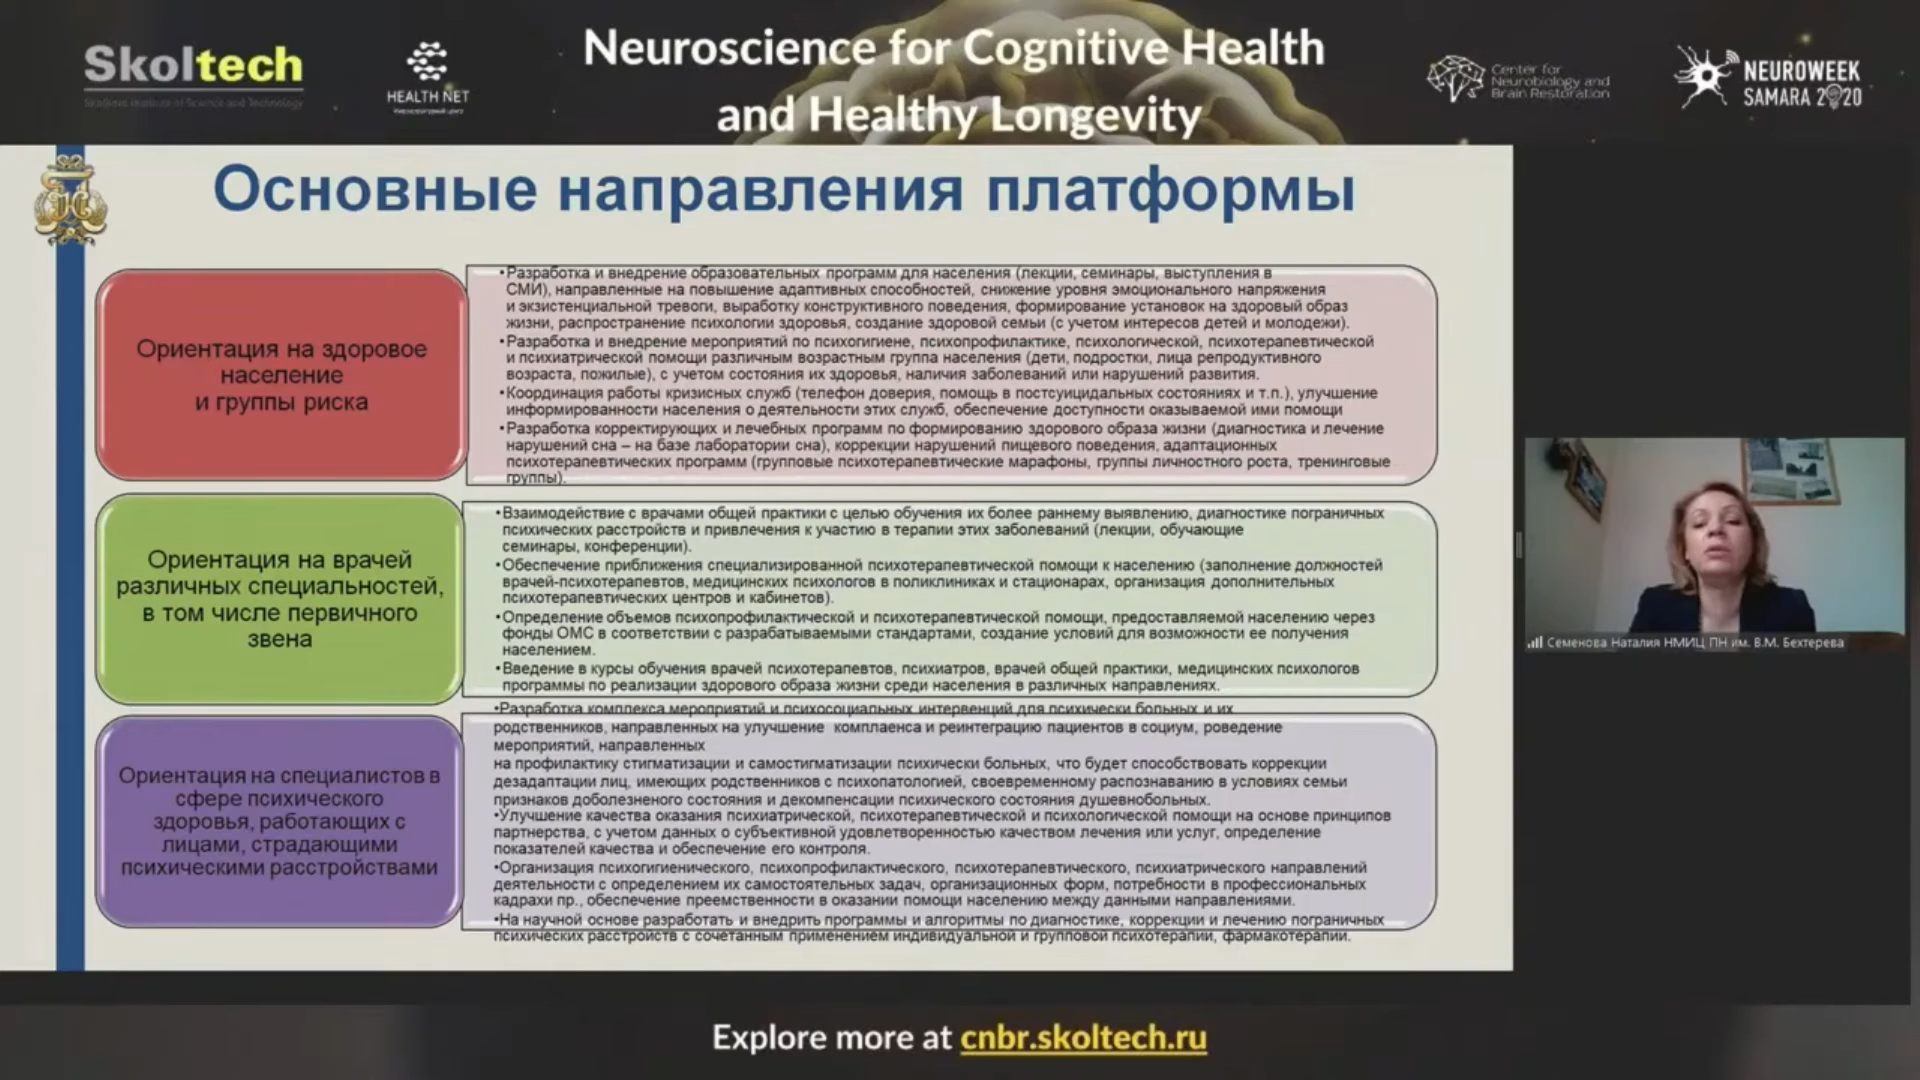 Skoltech
Skolkovo Institute of Science and Technology
HEALTH NET
Neuroscience for Cognitive Health
and Healthy Longevity
Center for
Neurobiology and
Brain Restoration
NEUROWEEK
SAMARA 2020
Основные направления платформы
Ориентация на здоровое
население
и группы риска
•Разработка и внедрение образовательных программ для населения (лекции, семинары, выступления в
СМИ), направленные на повышение адаптивных способностей, снижение уровня эмоционального напряжения
и экзистенциальной тревоги, выработку конструктивного поведения, формирование установок на здоровый образ
жизни, распространение психологии здоровья, создание здоровой семьи (с учетом интересов детей и молодежи).
•Разработка и внедрение мероприятий по психогигиене, психопрофилактике, психологической, психотерапевтической
и психиатрической помощи различным возрастным группа населения (дети, подростки, лица репродуктивного
возраста, пожилые), с учетом состояния их здоровья, наличия заболеваний или нарушений развития.
•Координация работы кризисных служб (телефон доверия, помощь в постсуицидальных состояниях и т.п.), улучшение
информированности населения о деятельности этих служб, обеспечение доступности оказываемой ими помощи
•Разработка корректирующих и лечебных программ по формированию здорового образа жизни (диагностика и лечение
нарушений сна – на базе лаборатории сна), коррекции нарушений пищевого поведения, адаптационных
психотерапевтических программ (групповые психотерапевтические марафоны, группы личностного роста, тренинговые
группы).
Ориентация на врачей
различных специальностей,
в том числе первичного
звена
•Взаимодействие с врачами общей практики с целью обучения их более раннему выявлению, диагностике пограничных
психических расстройств и привлечения к участию в терапии этих заболеваний (лекции, обучающие
семинары, конференции).
•Обеспечение приближения специализированной психотерапевтической помощи к населению (заполнение должностей
врачей-психотерапевтов, медицинских психологов в поликлиниках и стационарах, организация дополнительных
психотерапевтических центров и кабинетов).
•Определение объемов психопрофилактической и психотерапевтической помощи, предоставляемой населению через
фонды ОМС в соответствии с разрабатываемыми стандартами, создание условий для возможности ее получения
населением.
•Введение в курсы обучения врачей психотерапевтов, психиатров, врачей общей практики, медицинских психологов
программы по реализации здорового образа жизни среди населения в различных направлениях.
Ориентация на специалистов в
сфере психического
здоровья, работающих с
лицами, страдающими
психическими расстройствами
•Разработка комплекса мероприятий и психосоциальных интервенций для психически больных и их
родственников, направленных на улучшение комплаенса и реинтеграцию пациентов в социум, роведение
мероприятий, направленных
на профилактику стигматизации и самостигматизации психически больных, что будет способствовать коррекции
дезадаптации лиц, имеющих родственников с психопатологией, своевременному распознаванию в условиях семьи
признаков доболезненого состояния и декомпенсации психического состояния душевнобольных.
•Улучшение качества оказания психиатрической, психотерапевтической и психологической помощи на основе принципов
партнерства, с учетом данных о субъективной удовлетворенностью качеством лечения или услуг, определение
показателей качества и обеспечение его контроля.
•Организация психогигиенического, психопрофилактического, психотерапевтического, психиатрического направлений
деятельности с определением их самостоятельных задач, организационных форм, потребности в профессиональных
кадрахи пр., обеспечение преемственности в оказании помощи населению между данными направлениями.
•На научной основе разработать и внедрить программы и алгоритмы по диагностике, коррекции и лечению пограничных
психических расстройств с сочетанным применением индивидуальной и групповой психотерапии, фармакотерапии.
Семенова Наталия НМИЦ ПН им. В.М. Бехтерева
Explore more at cnbr.skoltech.ru